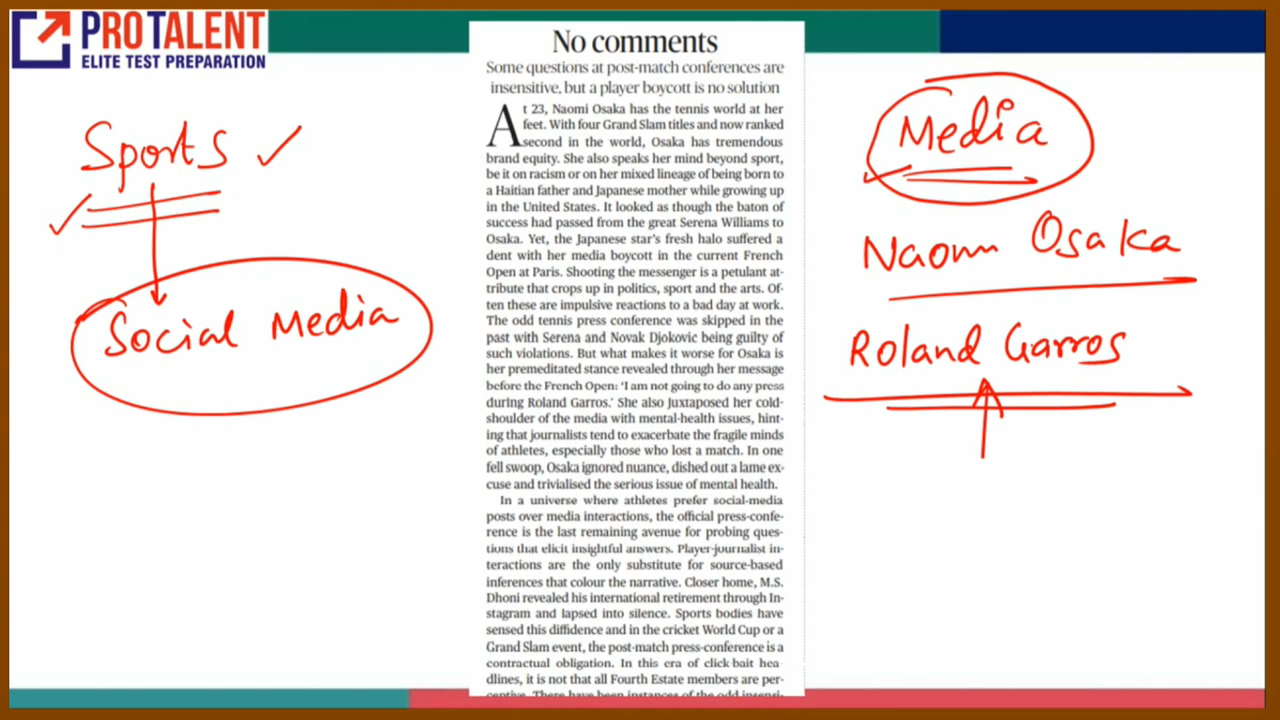 PRO TALENT
ELITE TEST PREPARATION
Sports
Social Media
No comments
Some questions at post-match conferences are
insensitive, but a player boycott is no solution
At 23, Naomi Osaka has the tennis world at her
feet. With four Grand Slam titles and now ranked
second in the world, Osaka has tremendous
brand equity. She also speaks her mind beyond sport,
be it on racism or on her mixed lineage of being born to
a Haitian father and Japanese mother while growing up
in the United States. It looked as though the baton of
success had passed from the great Serena Williams to
Osaka. Yet, the Japanese star's fresh halo suffered a
dent with her media boycott in the current French
Open at Paris. Shooting the messenger is a petulant at-
tribute that crops up in politics, sport and the arts. Of-
ten these are impulsive reactions to a bad day at work.
The odd tennis press conference was skipped in the
past with Serena and Novak Djokovic being guilty of
such violations. But what makes it worse for Osaka is
her premeditated stance revealed through her message
before the French Open: 'I am not going to do any press
during Roland Garros.' She also juxtaposed her cold-
shoulder of the media with mental-health issues, hint-
ing that journalists tend to exacerbate the fragile minds
of athletes, especially those who lost a match. In one
fell swoop, Osaka ignored nuance, dished out a lame ex-
cuse and trivialised the serious issue of mental health.
In a universe where athletes prefer social-media
posts over media interactions, the official press-confe-
rence is the last remaining avenue for probing ques-
tions that elicit insightful answers. Player-journalist in-
teractions are the only substitute for source-based
inferences that colour the narrative. Closer home, M.S.
Dhoni revealed his international retirement through In-
stagram and lapsed into silence. Sports bodies have
sensed this diffidence and in the cricket World Cup or a
Grand Slam event, the post-match press-conference is a
contractual obligation. In this era of click-bait hea
dlines, it is not that all Fourth Estate members are per-
ceptive. There have been instances of the odd insensi-
Media
Naomi Osaka
Roland Garros